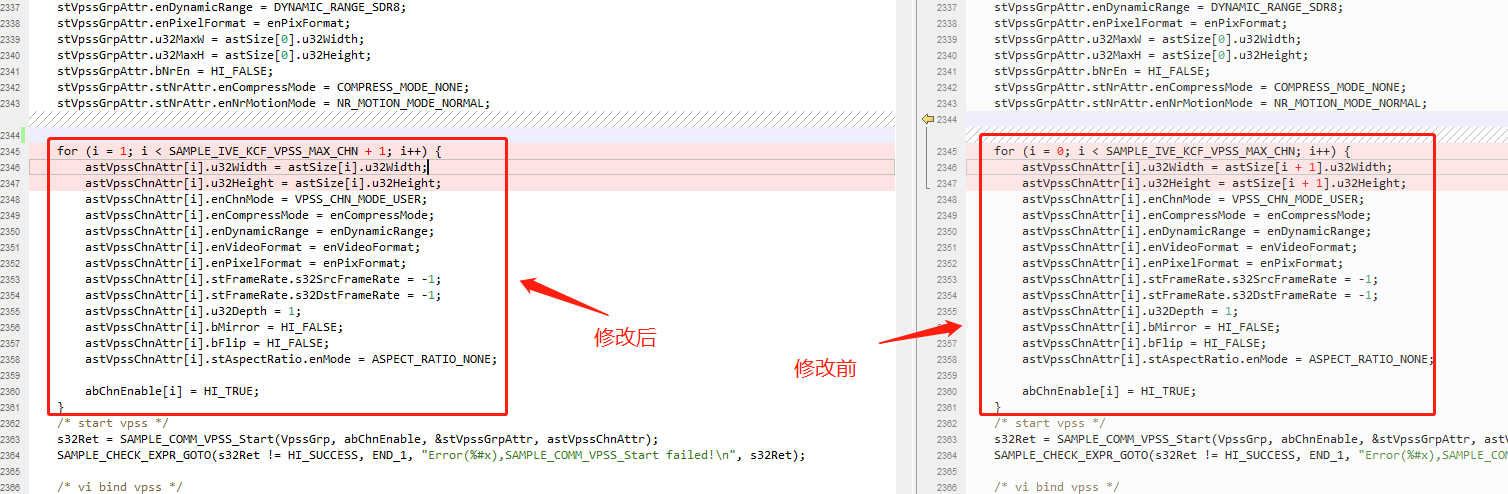 2337 stVpssGrpAttr.enDynamicRange = DYNAMIC_RANGE_SDR8;
2338 stVpssGrpAttr.enPixelFormat = enPixFormat;
2339 stVpssGrpAttr.u32MaxW = astSize[0].u32Width;
2340 stVpssGrpAttr.u32MaxH = astSize[0].u32Height;
2341 stVpssGrpAttr.bNrEn = HI_FALSE;
2342 stVpssGrpAttr.stNrAttr.enCompressMode = COMPRESS_MODE_NONE;
2343 stVpssGrpAttr.stNrAttr.enNrMotionMode = NR_MOTION_MODE_NORMAL;
2344
2345 for (i = 1; i < SAMPLE_IVE_KCF_VPSS_MAX_CHN + 1; i++) {
2346 astVpssChnAttr[i].u32Width = astSize[i].u32Width;
2347 astVpssChnAttr[i].u32Height = astSize[i].u32Height;
2348 astVpssChnAttr[i].enChnMode = VPSS_CHN_MODE_USER;
2349 astVpssChnAttr[i].enCompressMode = enCompressMode;
2350 astVpssChnAttr[i].enDynamicRange = enDynamicRange;
2351 astVpssChnAttr[i].enVideoFormat = enVideoFormat;
2352 astVpssChnAttr[i].enPixelFormat = enPixFormat;
2353 astVpssChnAttr[i].stFrameRate.s32SrcFrameRate = -1;
2354 astVpssChnAttr[i].stFrameRate.s32DstFrameRate = -1;
2355 astVpssChnAttr[i].u32Depth = 1;
2356 astVpssChnAttr[i].bMirror = HI_FALSE;
2357 astVpssChnAttr[i].bFlip = HI_FALSE;
2358 astVpssChnAttr[i].stAspectRatio.enMode = ASPECT_RATIO_NONE;
2359
2360 abChnEnable[i] = HI_TRUE;
2361 }
2362 /* start vpss */
2363 s32Ret = SAMPLE_COMM_VPSS_Start(VpssGrp, abChnEnable, &stVpssGrpAttr, astVpssChnAttr);
2364 SAMPLE_CHECK_EXPR_GOTO(s32Ret != HI_SUCCESS, END_1, "Error(%#x),SAMPLE_COMM_VPSS_Start failed!\n", s32Ret);
2365
2366 /* vi bind vpss */
修改后
修改前
2337 stVpssGrpAttr.enDynamicRange = DYNAMIC_RANGE_SDR8;
2338 stVpssGrpAttr.enPixelFormat = enPixFormat;
2339 stVpssGrpAttr.u32MaxW = astSize[0].u32Width;
2340 stVpssGrpAttr.u32MaxH = astSize[0].u32Height;
2341 stVpssGrpAttr.bNrEn = HI_FALSE;
2342 stVpssGrpAttr.stNrAttr.enCompressMode = COMPRESS_MODE_NONE;
2343 stVpssGrpAttr.stNrAttr.enNrMotionMode = NR_MOTION_MODE_NORMAL;
2344
2345 for (i = 0; i < SAMPLE_IVE_KCF_VPSS_MAX_CHN; i++) {
2346 astVpssChnAttr[i].u32Width = astSize[i + 1].u32Width;
2347 astVpssChnAttr[i].u32Height = astSize[i + 1].u32Height;
2348 astVpssChnAttr[i].enChnMode = VPSS_CHN_MODE_USER;
2349 astVpssChnAttr[i].enCompressMode = enCompressMode;
2350 astVpssChnAttr[i].enDynamicRange = enDynamicRange;
2351 astVpssChnAttr[i].enVideoFormat = enVideoFormat;
2352 astVpssChnAttr[i].enPixelFormat = enPixFormat;
2353 astVpssChnAttr[i].stFrameRate.s32SrcFrameRate = -1;
2354 astVpssChnAttr[i].stFrameRate.s32DstFrameRate = -1;
2355 astVpssChnAttr[i].u32Depth = 1;
astVpssChnAttr[i].bMirror = HI_FALSE;
2357 astVpssChnAttr[i].bFlip = HI_FALSE;
2358 astVpssChnAttr[i].stAspectRatio.enMode = ASPECT_RATIO_NONE;
2359
2360 abChnEnable[i] = HI_TRUE;
2361 }
2362 /* start vpss */
2363 s32Ret = SAMPLE_COMM_VPSS_Start(VpssGrp, abChnEnable, &stVpssGrpAttr, ast
2364 SAMPLE_CHECK_EXPR_GOTO(s32Ret != HI_SUCCESS, END_1, "Error(%#x),SAMPLE_CO
2365
2366 /* vi bind vpss */